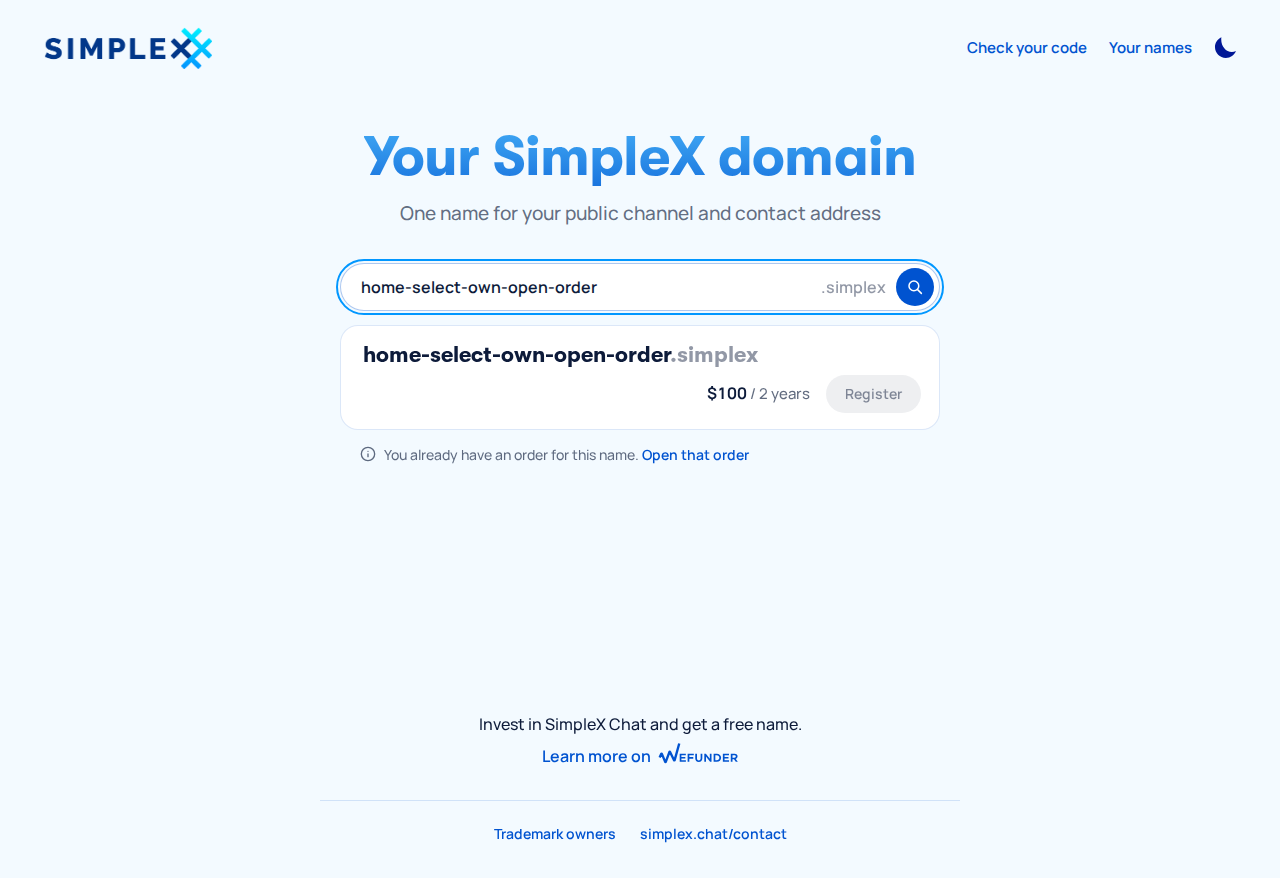 SIMPLEX
Check your code
Your names
Your SimpleX domain
One name for your public channel and contact address
home-select-own-open-order
.simplex
home-select-own-open-order.simplex
$100 / 2 years
Register
You already have an order for this name. Open that order
Invest in SimpleX Chat and get a free name.
Learn more on WEFUNDER
Trademark owners
simplex.chat/contact